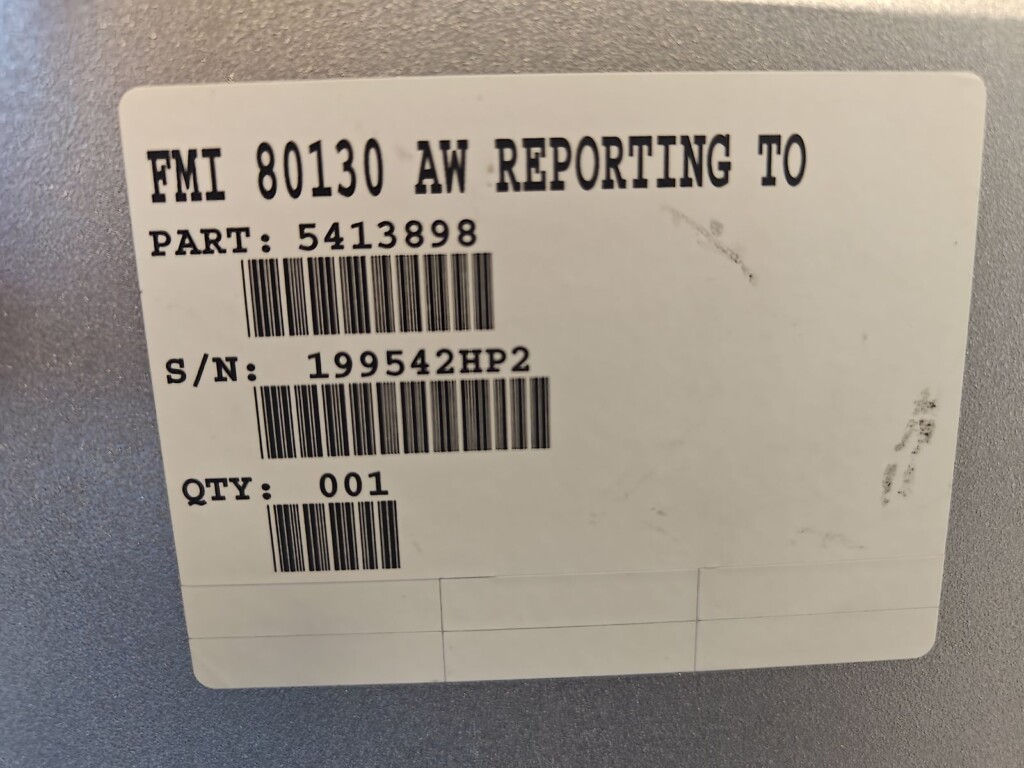 FMI 80130 AW REPORTING TO
PART: 5413898
S/N: 199542HP2
QTY: 001